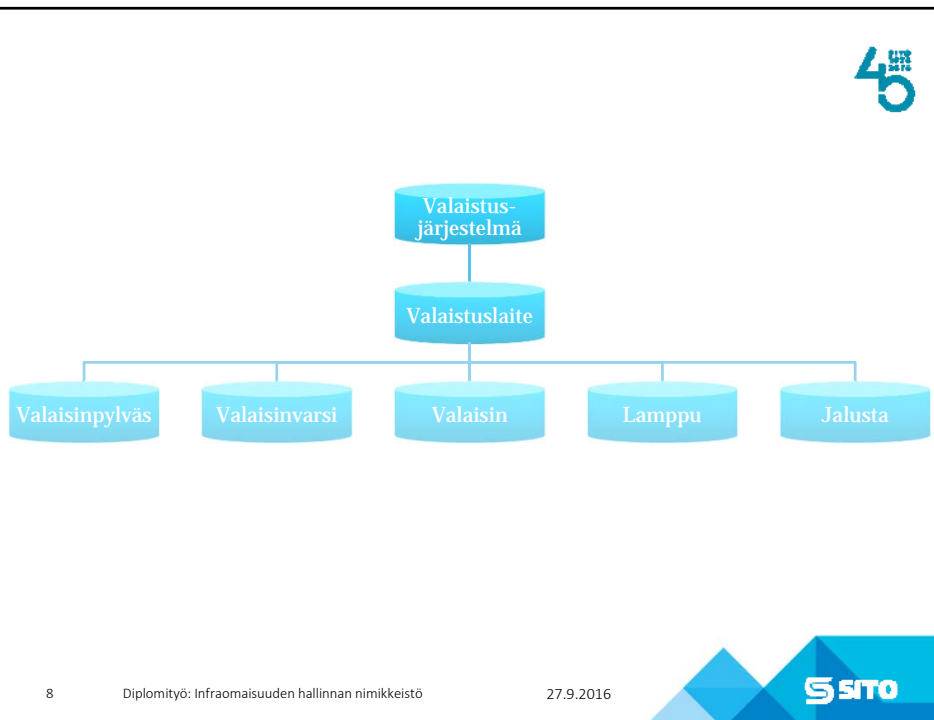 Valaistus-
järjestelmä
Valaistuslaite
Valaisinpylväs
Valaisinvarsi
Valaisin
Lamppu
Jalusta
8
Diplomityö: Infraomaisuuden hallinnan nimikkeistö
27.9.2016
SITO